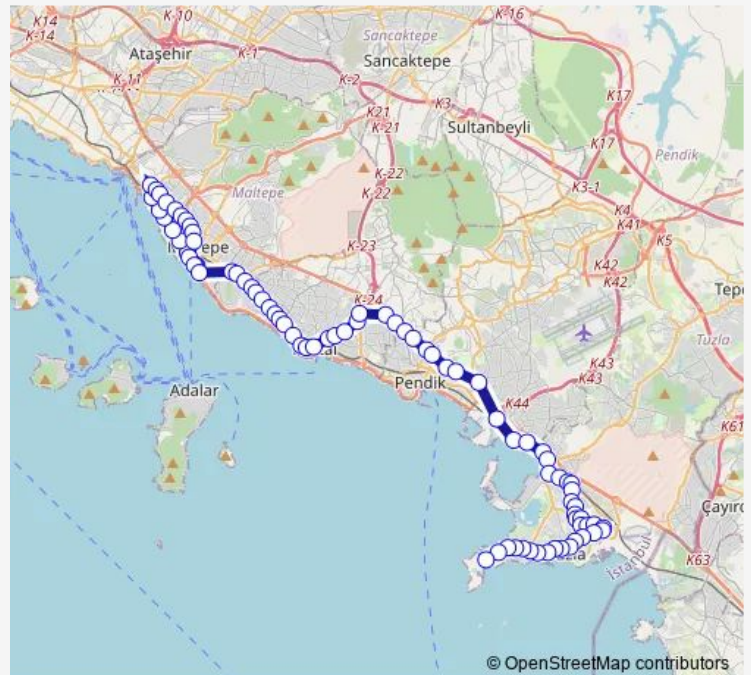 K-10
K-16
K14
K-14
K-14
Ataşehir
K-1
Sancaktepe
Sancaktepe
K-11
K-2
K3
K17
K21
K-21
Sultanbeyli
K17
Pendik
K-22
K-22
K3-1
Maltepe
K4
K41
K-23
K5
K42
K42
K-24
Tuzla
Pendik
K43
K43
Adalar
K44
K61
İstanbul
K63
© OpenStreetMap contributors